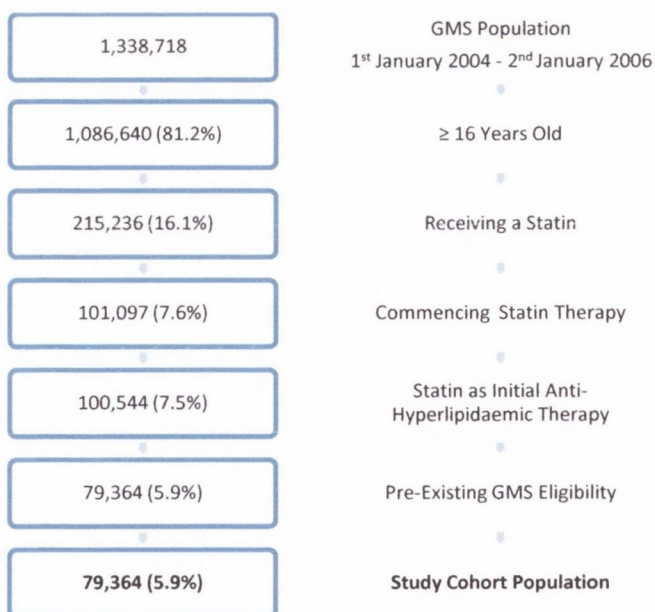 1,338,718
GMS Population
1st January 2004 - 2nd January 2006
1,086,640 (81.2%)
≥ 16 Years Old
215,236 (16.1%)
Receiving a Statin
101,097 (7.6%)
Commencing Statin Therapy
100,544 (7.5%)
Statin as Initial Anti-
Hyperlipidaemic Therapy
79,364 (5.9%)
Pre-Existing GMS Eligibility
79,364 (5.9%)
Study Cohort Population